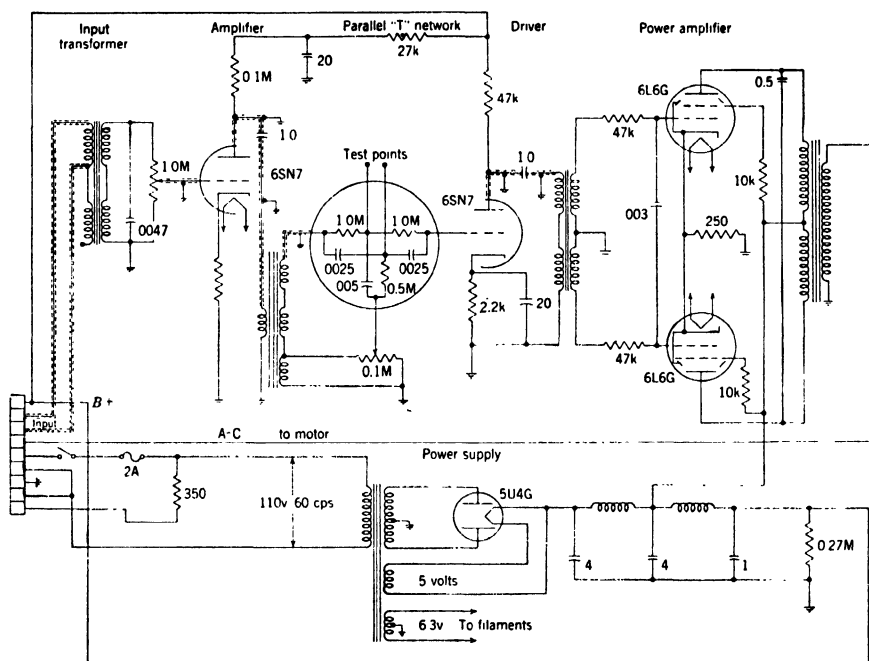 Input
transformer
Amplifier
Parallel "T" network
Driver
Power amplifier
27k
20
0 1M
47k
6L6G
0.5
1 0
47k
Test points
1 0
1 0M
6SN7
6SN7
10k
1 0M
1 0M
003
250
0047
0025
0025
005
0.5M
2.2k
20
47k
6L6G
0.1M
10k
B +
Input
A-C to motor
Power supply
2A
5U4G
350
110v 60 cps
0 27M
4
4
1
5 volts
6 3v To filaments